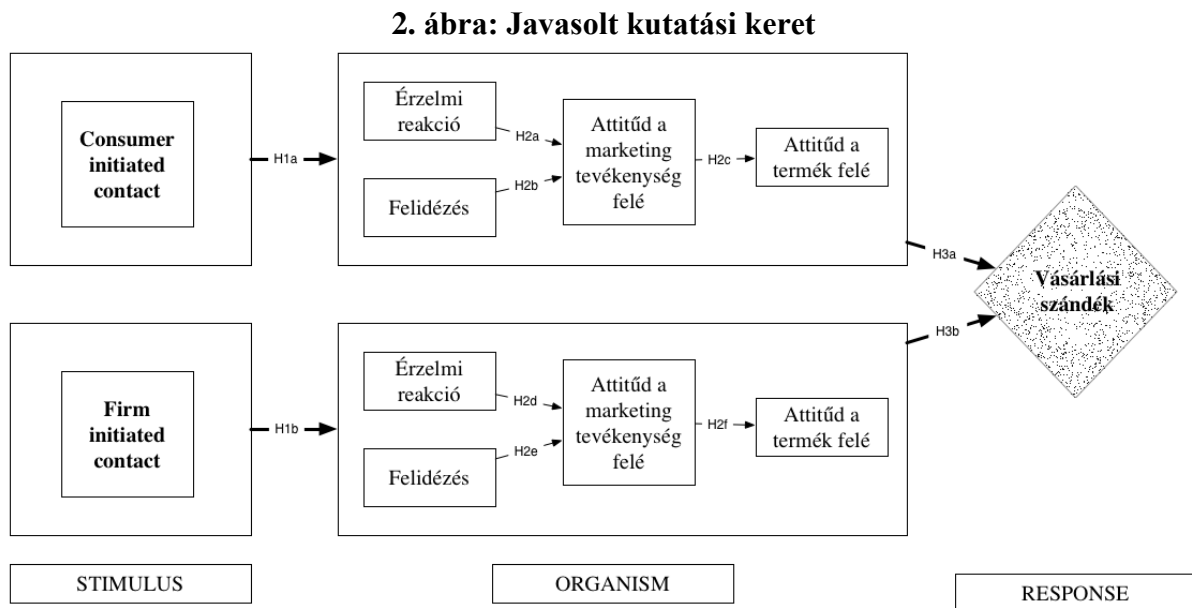 2. ábra: Javasolt kutatási keret
Consumer
initiated
contact
H1a
Érzelmi
reakció
Felidézés
H2a
H2b
Attitűd a
marketing
tevékenység
felé
H2c
Attitűd a
termék felé
H3a
Vásárlási
szándék
Firm
initiated
contact
H1b
Érzelmi
reakció
Felidézés
H2d
H2e
Attitűd a
marketing
tevékenység
felé
H2f
Attitűd a
termék felé
H3b
STIMULUS
ORGANISM
RESPONSE